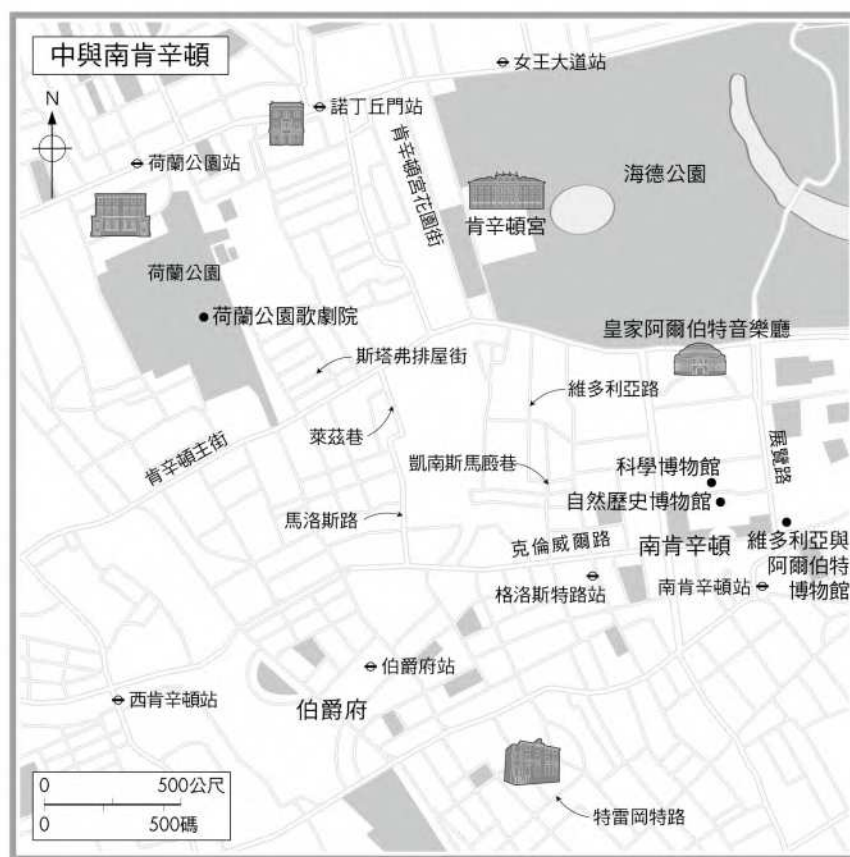 中與南肯辛頓
N
女王大道站
諾丁丘門站
荷蘭公園站
肯辛頓宮花園街
海德公園
肯辛頓宮
荷蘭公園
荷蘭公園歌劇院
皇家阿爾伯特音樂廳
斯塔弗排屋街
維多利亞路
萊茲巷
肯辛頓主街
展覽路
凱南斯馬廄巷
科學博物館
自然歷史博物館
馬洛斯路
克倫威爾路
南肯辛頓
維多利亞與
阿爾伯特
博物館
格洛斯特路站
南肯辛頓站
伯爵府站
西肯辛頓站
伯爵府
0 500公尺
0 500碼
特雷岡特路